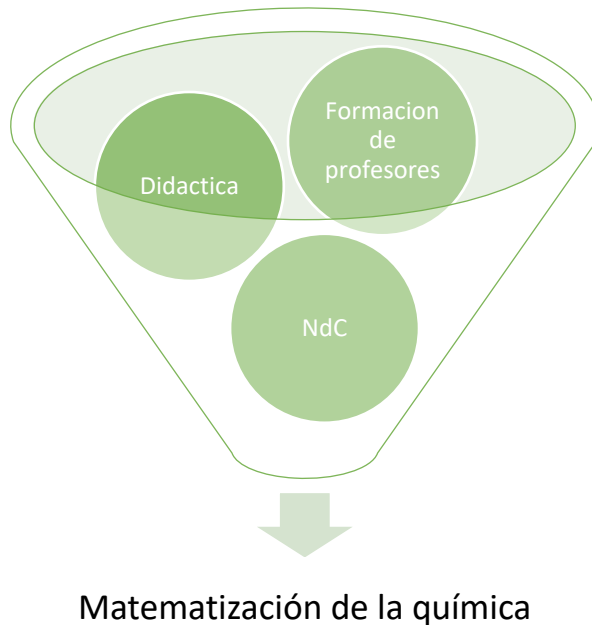 Formacion
de
profesores
Didactica
NdC
Matematización de la química